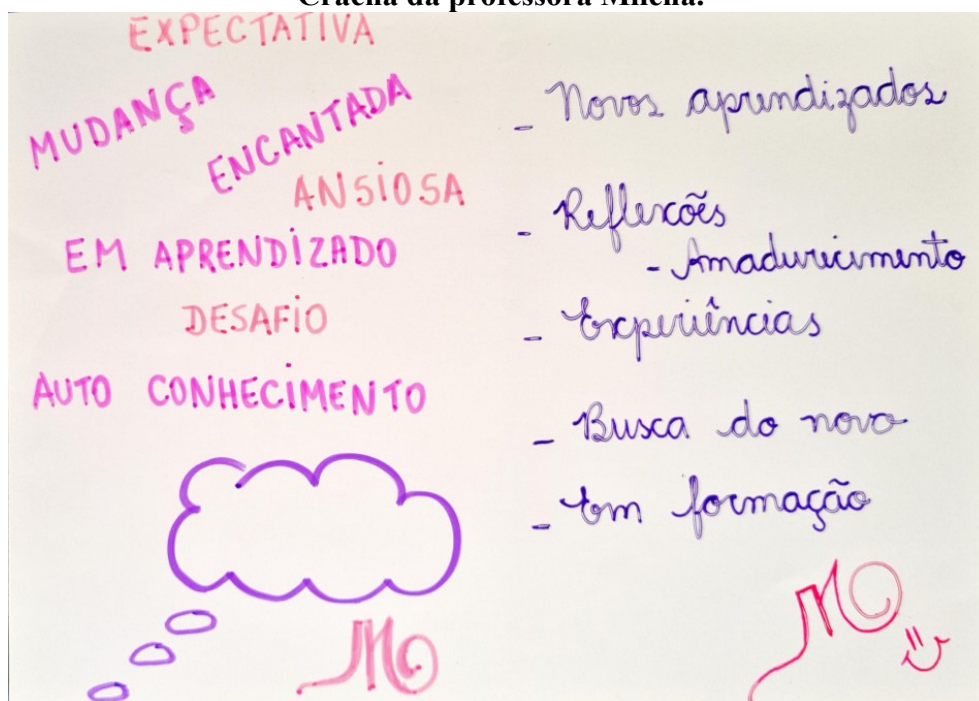 Crachá da professora Milena.
EXPECTATIVA
MUDANÇA
ENCANTADA
ANSIOSA
EM APRENDIZADO
DESAFIO
AUTO CONHECIMENTO
- Novos aprendizados
- Reflexões
- Amadurecimento
- Experiências
- Busca do novo
- Em formação